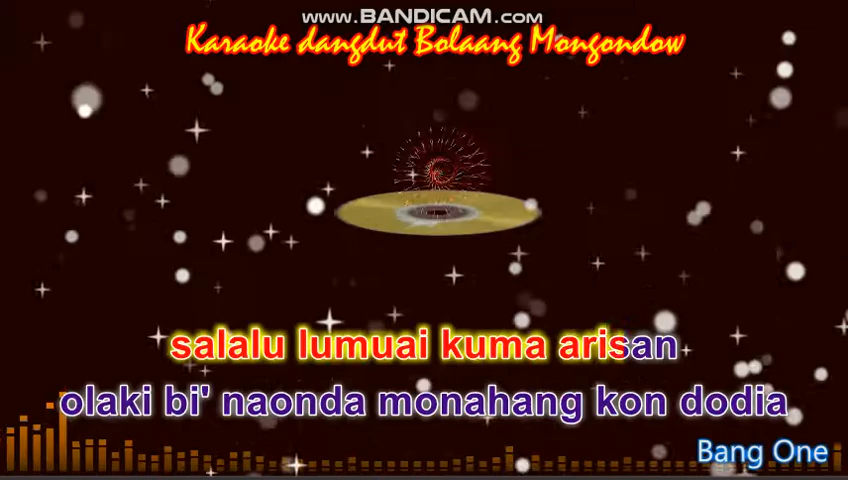 www.BANDICAM.com
Karaoke dangdut Bolaang Mongondow
salalu lumuai kuma arisan
olaki bi' naonda monahang kon dodia
Bang One